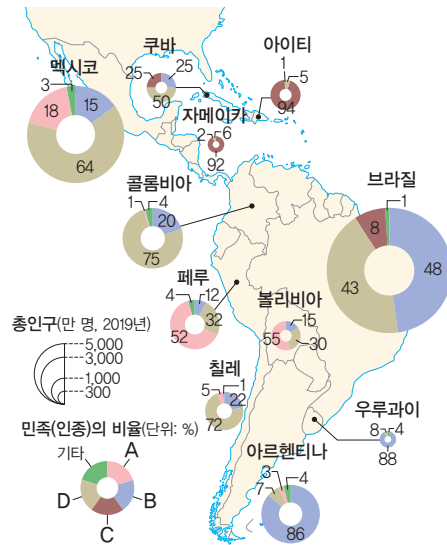 쿠바
25
25
50
아이티
1
5
94
멕시코
3
15
18
64
자메이카
2
6
92
콜롬비아
1
4
20
75
브라질
1
8
48
43
페루
4
12
32
52
볼리비아
15
55
30
총인구(만 명, 2019년)
5,000
3,000
1,000
300
칠레
5
1
22
72
우루과이
8
4
88
민족(인종)의 비율(단위: %)
기타
A
D
B
C
아르헨티나
3
4
7
86